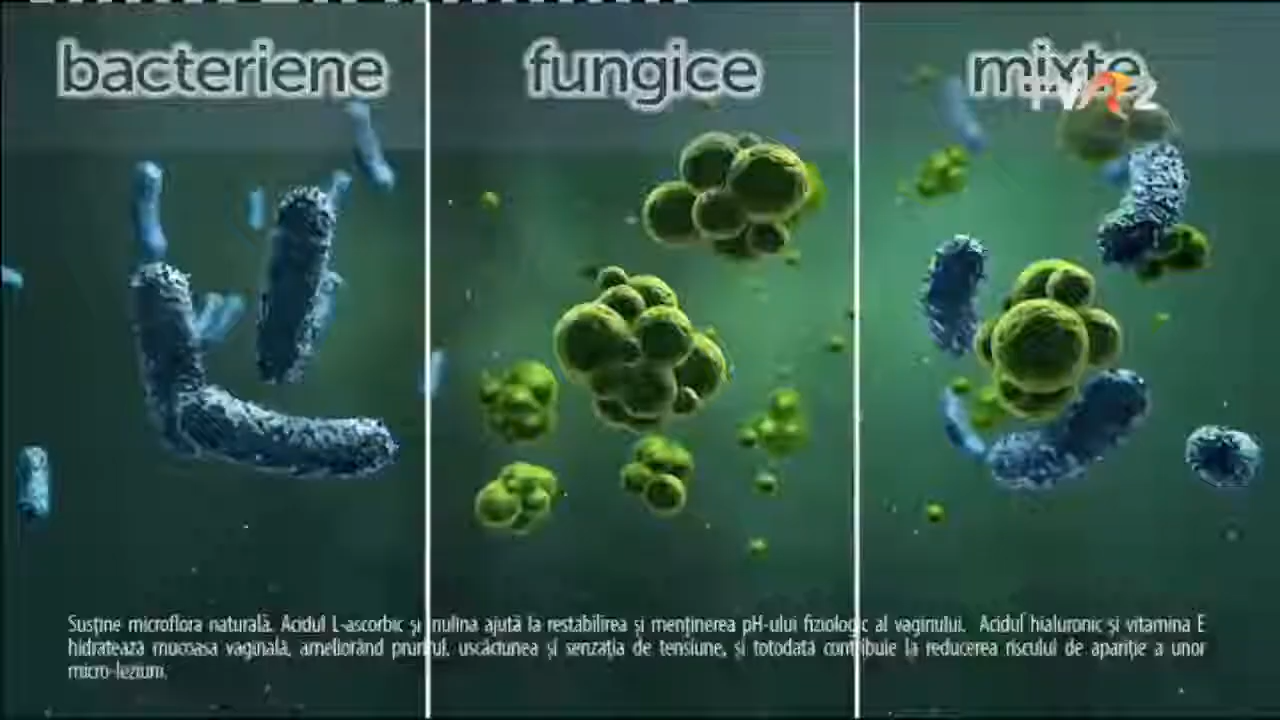 bacteriene
fungice
mixte
TVR2
Susține microflora naturală. Acidul L-ascorbic și inulina ajută la restabilirea și menținerea pH-ului fiziologic al vaginului. Acidul hialuronic și vitamina E
hidratează mucoasa vaginală, ameliorând pruritul, uscăciunea și senzația de tensiune, și totodată contribuie la reducerea riscului de apariție a unor
micro-leziuni.